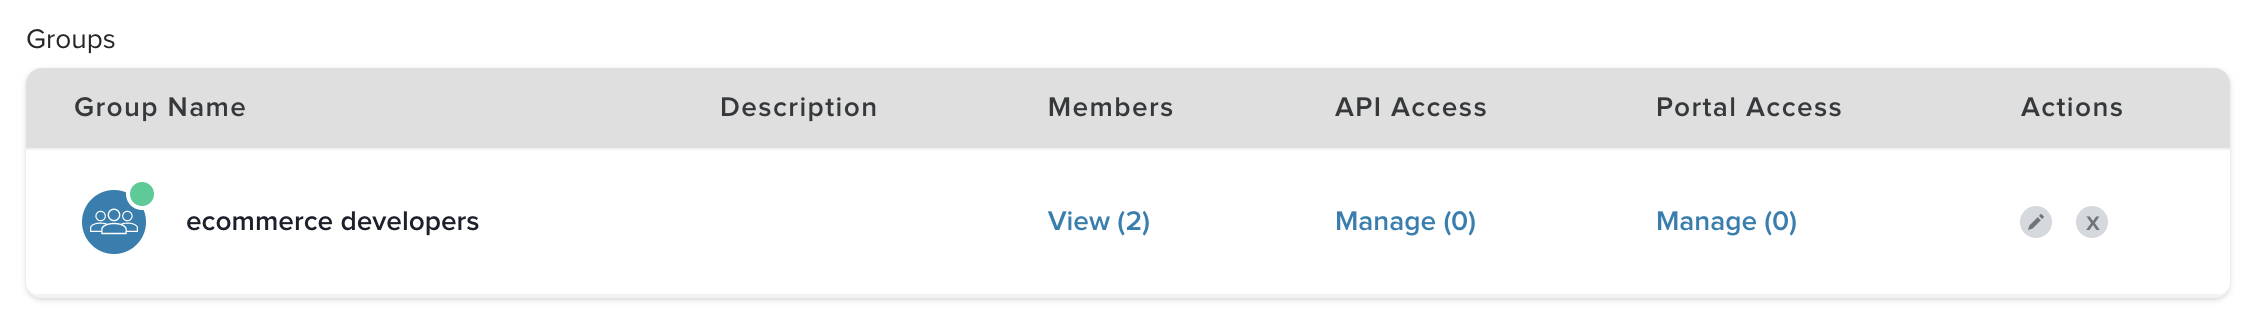 Groups
Group Name Description Members API Access Portal Access Actions
ecommerce developers View (2) Manage (0) Manage (0) X